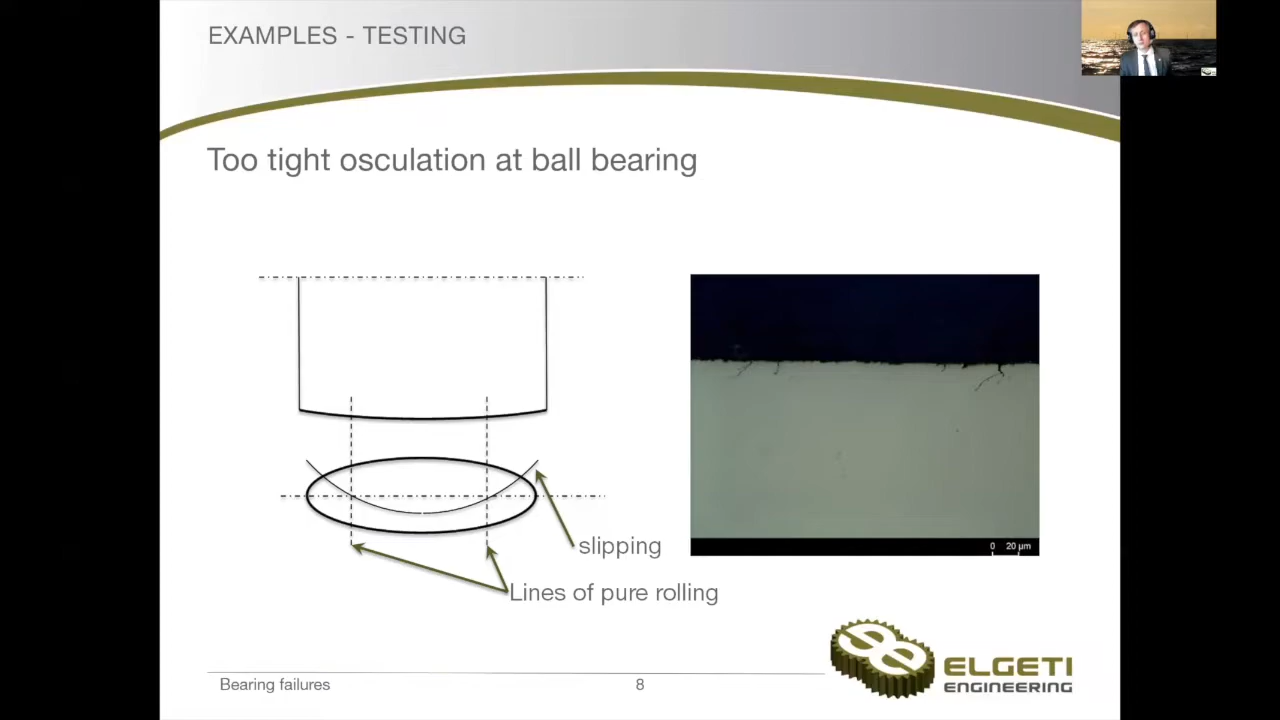 EXAMPLES - TESTING
Too tight osculation at ball bearing
0 20 µm
slipping
Lines of pure rolling
ELGETI
ENGINEERING
Bearing failures
8